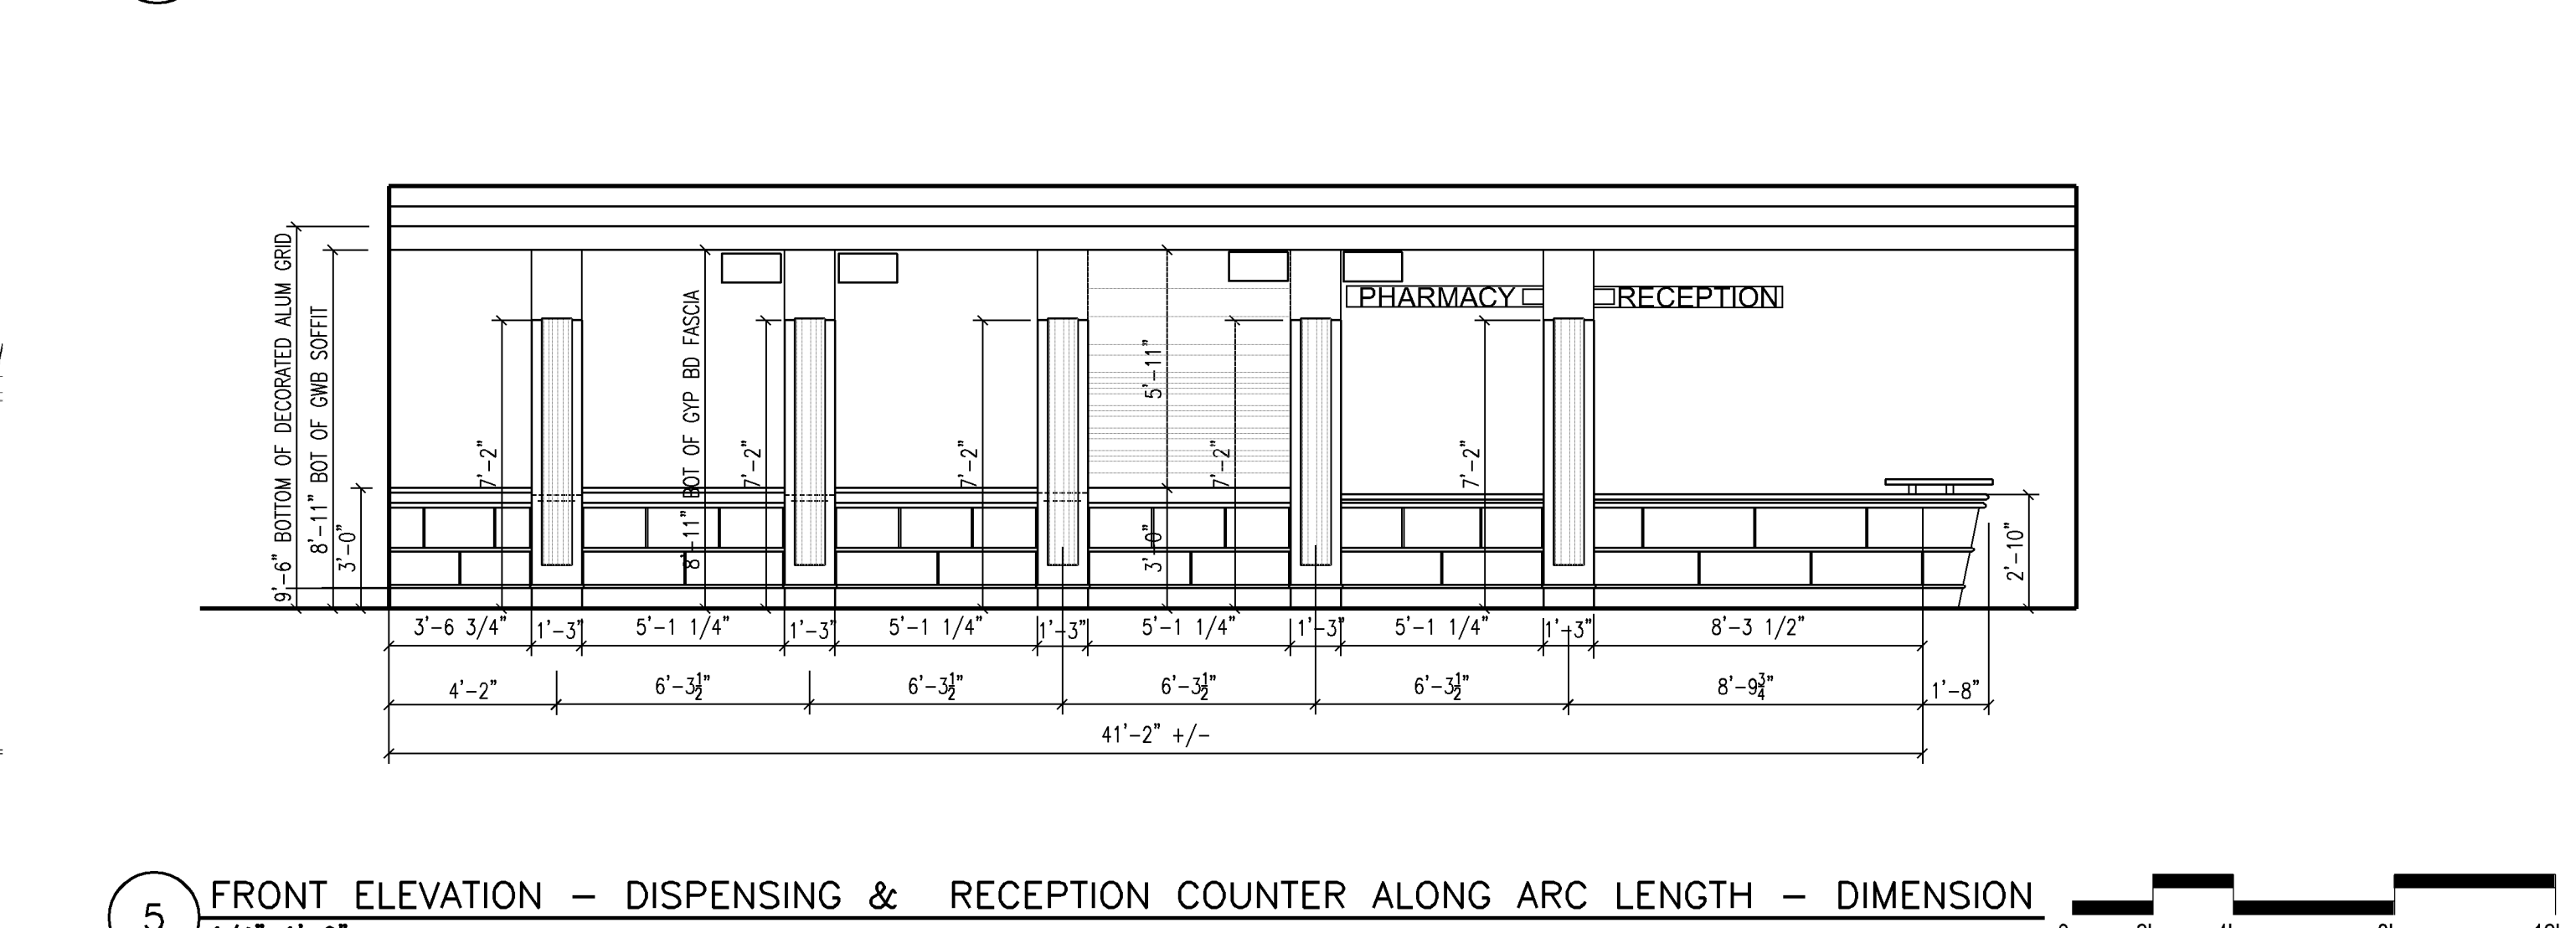 9'-6" BOTTOM OF DECORATED ALUM GRID
8'-11" BOT OF GWB SOFFIT
3'-0"
7'-2"
8'-11" BOT OF GYP BD FASCIA
7'-2"
7'-2"
5'-11"
3'-0"
7'-2"
7'-2"
PHARMACY RECEPTION
2'-10"
3'-6 3/4" 1'-3" 5'-1 1/4" 1'-3" 5'-1 1/4" 1'-3" 5'-1 1/4" 1'-3" 5'-1 1/4" 1'-3" 8'-3 1/2"
4'-2" 6'-3½" 6'-3½" 6'-3½" 6'-3½" 8'-9¾" 1'-8"
41'-2" +/-
5 FRONT ELEVATION - DISPENSING & RECEPTION COUNTER ALONG ARC LENGTH - DIMENSION